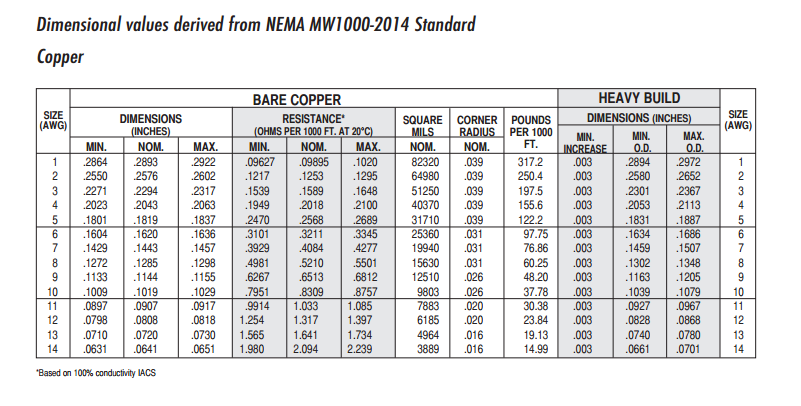 Dimensional values derived from NEMA MW1000-2014 Standard
Copper
BARE COPPER HEAVY BUILD
SIZE (AWG) DIMENSIONS (INCHES) RESISTANCE* (OHMS PER 1000 FT. AT 20°C) SQUARE MILS CORNER RADIUS POUNDS PER 1000 FT. DIMENSIONS (INCHES) SIZE (AWG)
MIN. NOM. MAX. MIN. NOM. MAX. NOM. NOM. MIN. INCREASE MIN. O.D. MAX. O.D.
1 .2864 .2893 .2922 .09627 .09895 .1020 82320 .039 317.2 .003 .2894 .2972 1
2 .2550 .2576 .2602 .1217 .1253 .1295 64980 .039 250.4 .003 .2580 .2652 2
3 .2271 .2294 .2317 .1539 .1589 .1648 51250 .039 197.5 .003 .2301 .2367 3
4 .2023 .2043 .2063 .1949 .2018 .2100 40370 .039 155.6 .003 .2053 .2113 4
5 .1801 .1819 .1837 .2470 .2568 .2689 31710 .039 122.2 .003 .1831 .1887 5
6 .1604 .1620 .1636 .3101 .3211 .3345 25360 .031 97.75 .003 .1634 .1686 6
7 .1429 .1443 .1457 .3929 .4084 .4277 19940 .031 76.86 .003 .1459 .1507 7
8 .1272 .1285 .1298 .4981 .5210 .5501 15630 .031 60.25 .003 .1302 .1348 8
9 .1133 .1144 .1155 .6267 .6513 .6812 12510 .026 48.20 .003 .1163 .1205 9
10 .1009 .1019 .1029 .7951 .8309 .8757 9803 .026 37.78 .003 .1039 .1079 10
11 .0897 .0907 .0917 .9914 1.033 1.085 7883 .020 30.38 .003 .0927 .0967 11
12 .0798 .0808 .0818 1.254 1.317 1.397 6185 .020 23.84 .003 .0828 .0868 12
13 .0710 .0720 .0730 1.565 1.641 1.734 4964 .016 19.13 .003 .0740 .0780 13
14 .0631 .0641 .0651 1.980 2.094 2.239 3889 .016 14.99 .003 .0661 .0701 14
*Based on 100% conductivity IACS